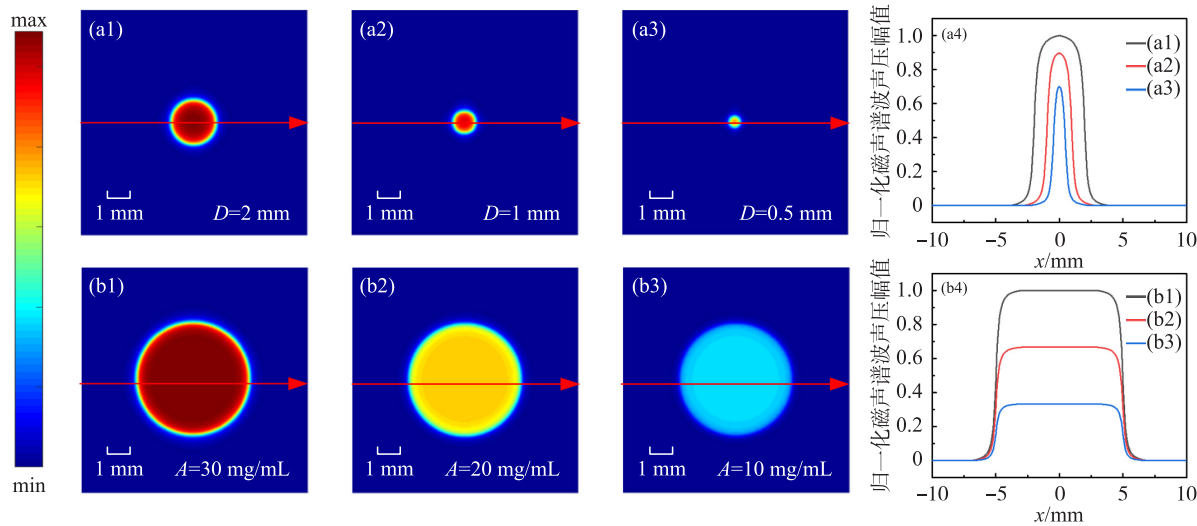 max
min
(a1)
1 mm
D=2 mm
(a2)
1 mm
D=1 mm
(a3)
1 mm
D=0.5 mm
归一化磁声谱波声压幅值
1.0
0.8
0.6
0.4
0.2
0
(a4)
(a1)
(a2)
(a3)
-10
-5
0
5
10
x/mm
(b1)
1 mm
A=30 mg/mL
(b2)
1 mm
A=20 mg/mL
(b3)
1 mm
A=10 mg/mL
归一化磁声谱波声压幅值
1.0
0.8
0.6
0.4
0.2
0
(b4)
(b1)
(b2)
(b3)
-10
-5
0
5
10
x/mm